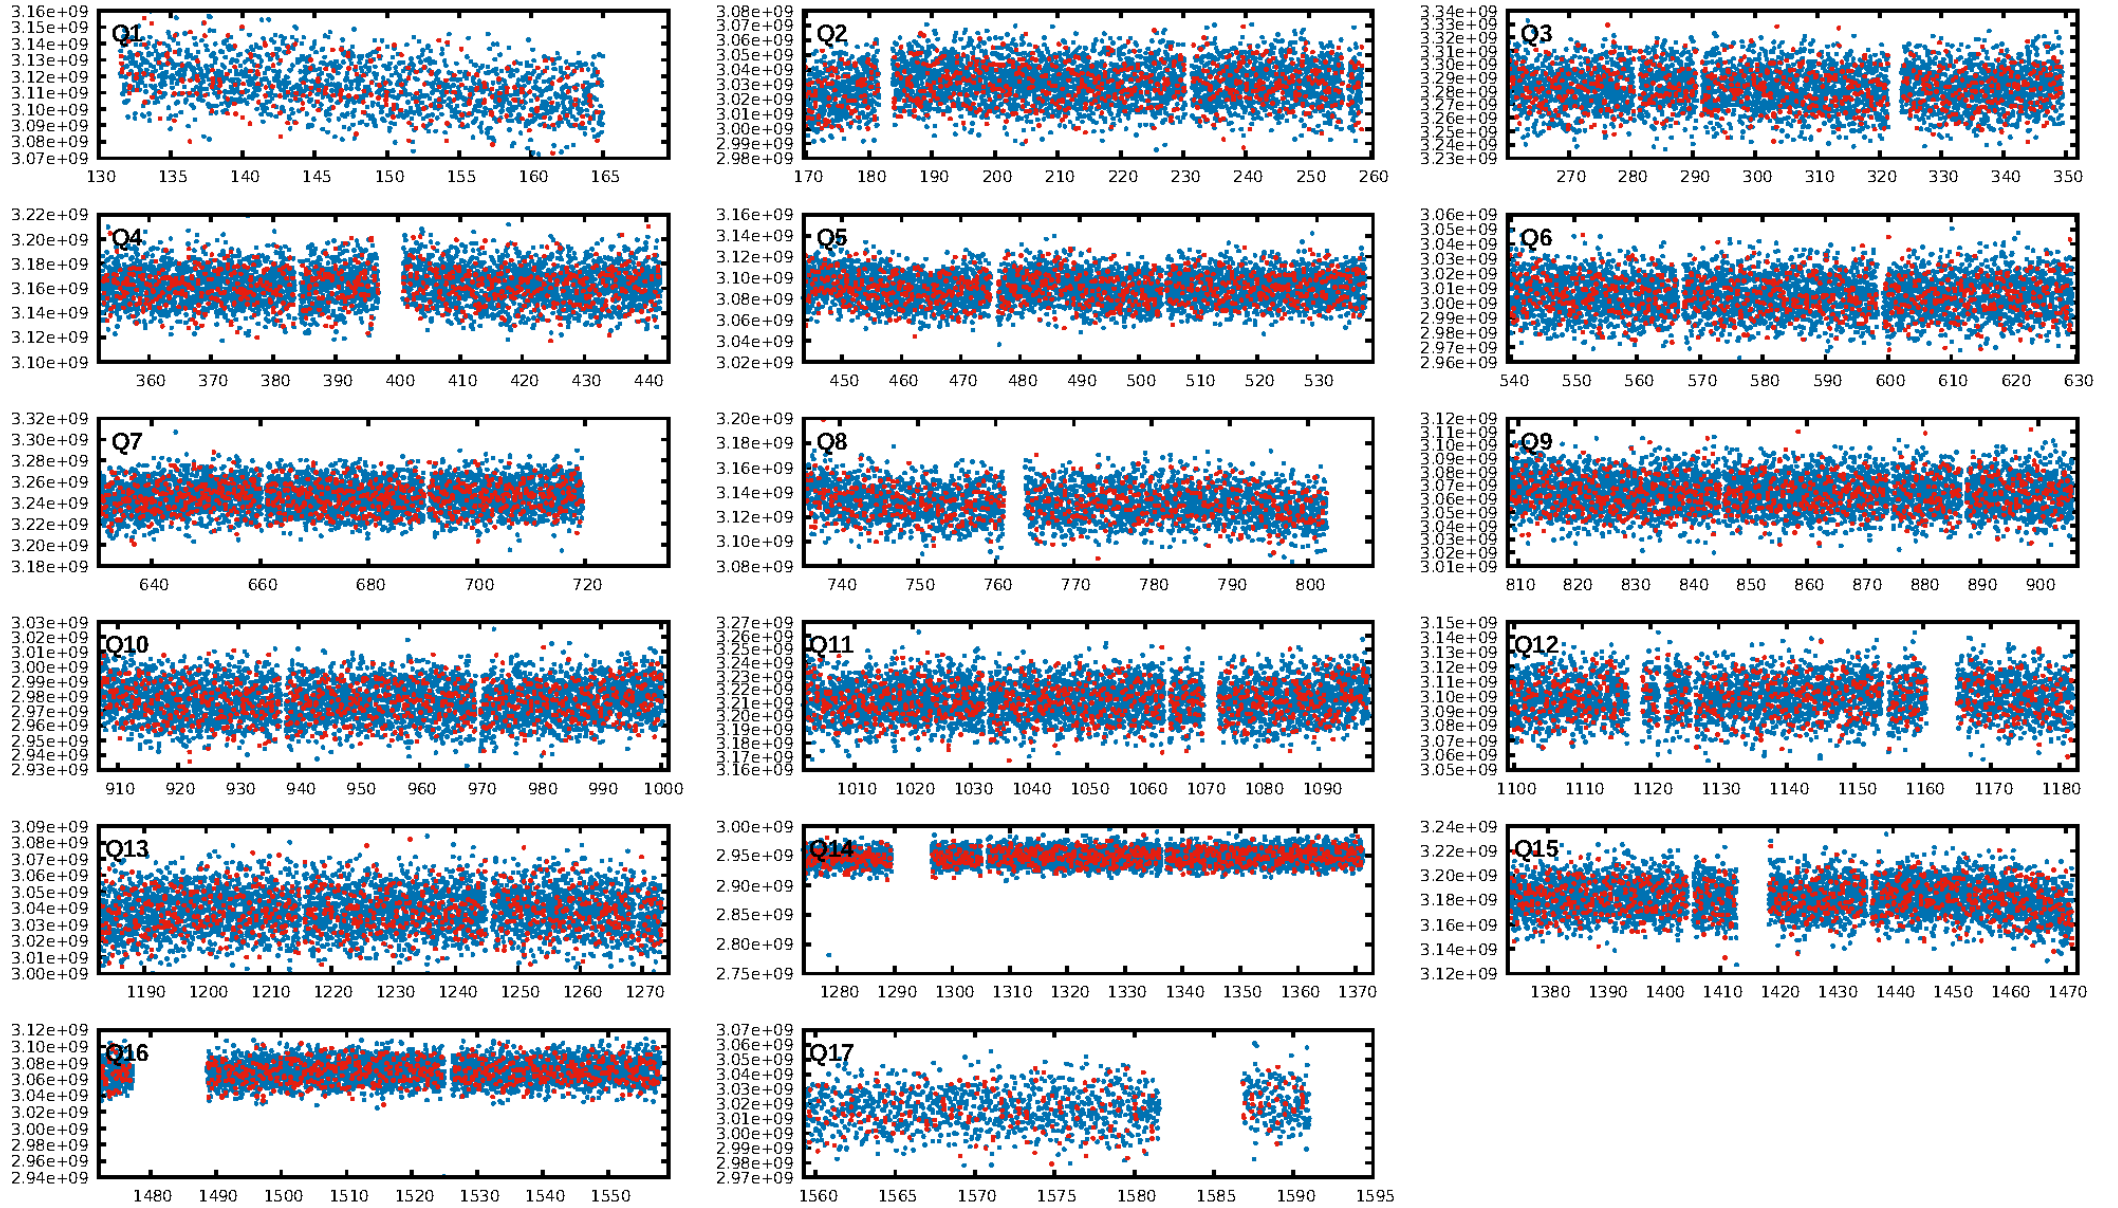 Q1
3.16e+09
3.15e+09
3.14e+09
3.13e+09
3.12e+09
3.11e+09
3.10e+09
3.09e+09
3.08e+09
3.07e+09
130 135 140 145 150 155 160 165
Q2
3.08e+09
3.07e+09
3.06e+09
3.05e+09
3.04e+09
3.03e+09
3.02e+09
3.01e+09
3.00e+09
2.99e+09
2.98e+09
170 180 190 200 210 220 230 240 250 260
Q3
3.34e+09
3.33e+09
3.32e+09
3.31e+09
3.30e+09
3.29e+09
3.28e+09
3.27e+09
3.26e+09
3.25e+09
3.24e+09
3.23e+09
270 280 290 300 310 320 330 340 350
Q4
3.22e+09
3.20e+09
3.18e+09
3.16e+09
3.14e+09
3.12e+09
3.10e+09
360 370 380 390 400 410 420 430 440
Q5
3.16e+09
3.14e+09
3.12e+09
3.10e+09
3.08e+09
3.06e+09
3.04e+09
3.02e+09
450 460 470 480 490 500 510 520 530
Q6
3.06e+09
3.05e+09
3.04e+09
3.03e+09
3.02e+09
3.01e+09
3.00e+09
2.99e+09
2.98e+09
2.97e+09
2.96e+09
540 550 560 570 580 590 600 610 620 630
Q7
3.32e+09
3.30e+09
3.28e+09
3.26e+09
3.24e+09
3.22e+09
3.20e+09
3.18e+09
640 660 680 700 720
Q8
3.20e+09
3.18e+09
3.16e+09
3.14e+09
3.12e+09
3.10e+09
3.08e+09
740 750 760 770 780 790 800
Q9
3.12e+09
3.11e+09
3.10e+09
3.09e+09
3.08e+09
3.07e+09
3.06e+09
3.05e+09
3.04e+09
3.03e+09
3.02e+09
3.01e+09
810 820 830 840 850 860 870 880 890 900
Q10
3.03e+09
3.02e+09
3.01e+09
3.00e+09
2.99e+09
2.98e+09
2.97e+09
2.96e+09
2.95e+09
2.94e+09
2.93e+09
910 920 930 940 950 960 970 980 990 1000
Q11
3.27e+09
3.26e+09
3.25e+09
3.24e+09
3.23e+09
3.22e+09
3.21e+09
3.20e+09
3.19e+09
3.18e+09
3.17e+09
3.16e+09
1010 1020 1030 1040 1050 1060 1070 1080 1090
Q12
3.15e+09
3.14e+09
3.13e+09
3.12e+09
3.11e+09
3.10e+09
3.09e+09
3.08e+09
3.07e+09
3.06e+09
3.05e+09
1100 1110 1120 1130 1140 1150 1160 1170 1180
Q13
3.09e+09
3.08e+09
3.07e+09
3.06e+09
3.05e+09
3.04e+09
3.03e+09
3.02e+09
3.01e+09
3.00e+09
1190 1200 1210 1220 1230 1240 1250 1260 1270
Q14
3.00e+09
2.95e+09
2.90e+09
2.85e+09
2.80e+09
2.75e+09
1280 1290 1300 1310 1320 1330 1340 1350 1360 1370
Q15
3.24e+09
3.22e+09
3.20e+09
3.18e+09
3.16e+09
3.14e+09
3.12e+09
1380 1390 1400 1410 1420 1430 1440 1450 1460 1470
Q16
3.12e+09
3.10e+09
3.08e+09
3.06e+09
3.04e+09
3.02e+09
3.00e+09
2.98e+09
2.96e+09
2.94e+09
1480 1490 1500 1510 1520 1530 1540 1550
Q17
3.07e+09
3.06e+09
3.05e+09
3.04e+09
3.03e+09
3.02e+09
3.01e+09
3.00e+09
2.99e+09
2.98e+09
2.97e+09
1560 1565 1570 1575 1580 1585 1590 1595